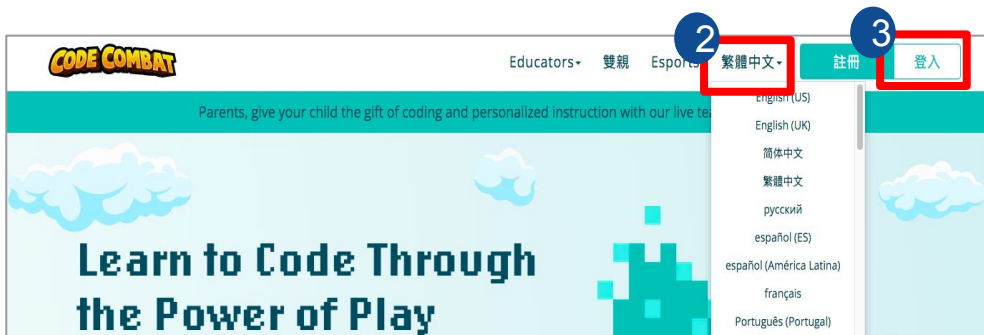 CODE COMBAT
Educators 雙親 Esports 繁體中文 註冊 登入
2
3
Parents, give your child the gift of coding and personalized instruction with our live
English (US)
English (UK)
简体中文
繁體中文
русский
español (ES)
español (América Latina)
français
Português (Portugal)
Learn to Code Through
the Power of Play